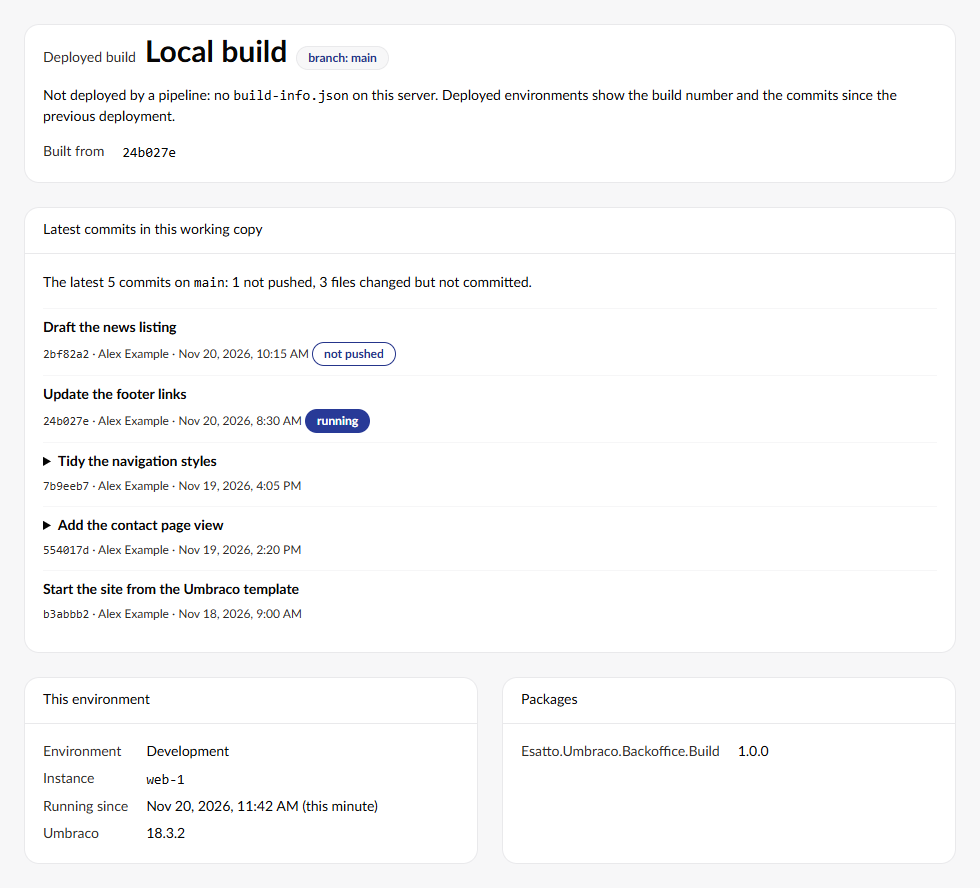 Deployed build Local build branch: main
Not deployed by a pipeline: no build-info.json on this server. Deployed environments show the build number and the commits since the
previous deployment.
Built from 24b027e
Latest commits in this working copy
The latest 5 commits on main: 1 not pushed, 3 files changed but not committed.
Draft the news listing
2bf82a2 · Alex Example · Nov 20, 2026, 10:15 AM not pushed
Update the footer links
24b027e · Alex Example · Nov 20, 2026, 8:30 AM running
Tidy the navigation styles
7b9eeb7 · Alex Example · Nov 19, 2026, 4:05 PM
Add the contact page view
554017d · Alex Example · Nov 19, 2026, 2:20 PM
Start the site from the Umbraco template
b3abbb2 · Alex Example · Nov 18, 2026, 9:00 AM
This environment
Environment Development
Instance web-1
Running since Nov 20, 2026, 11:42 AM (this minute)
Umbraco 18.3.2
Packages
Esatto.Umbraco.Backoffice.Build 1.0.0